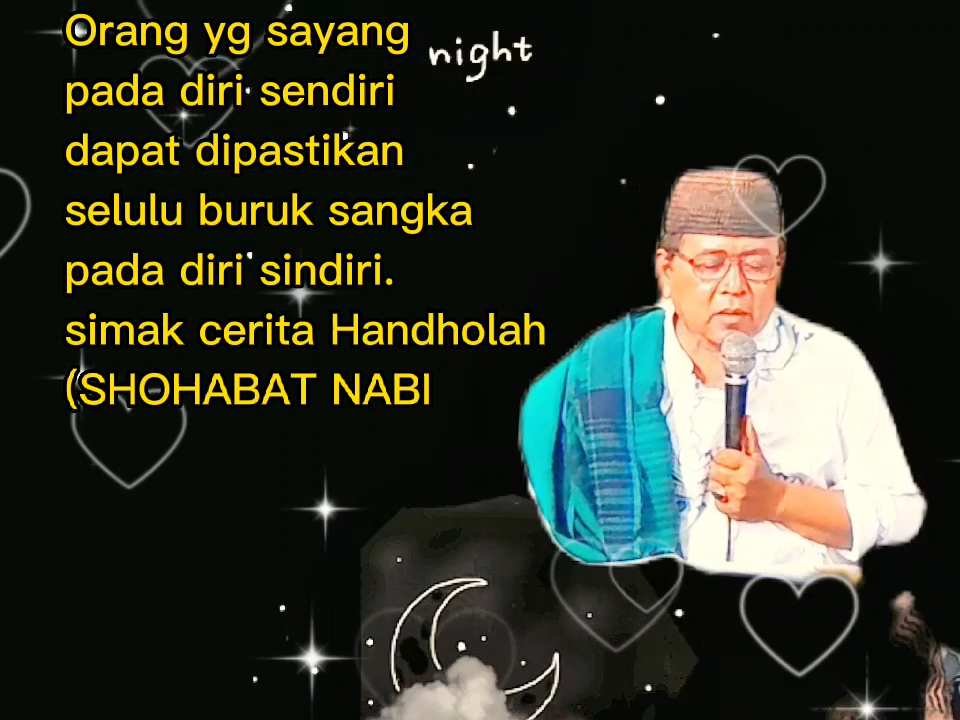 Orang yg sayang
night
pada diri sendiri
dapat dipastikan
selulu buruk sangka
pada diri sindiri.
simak cerita Handholah
(SHOHABAT NABI